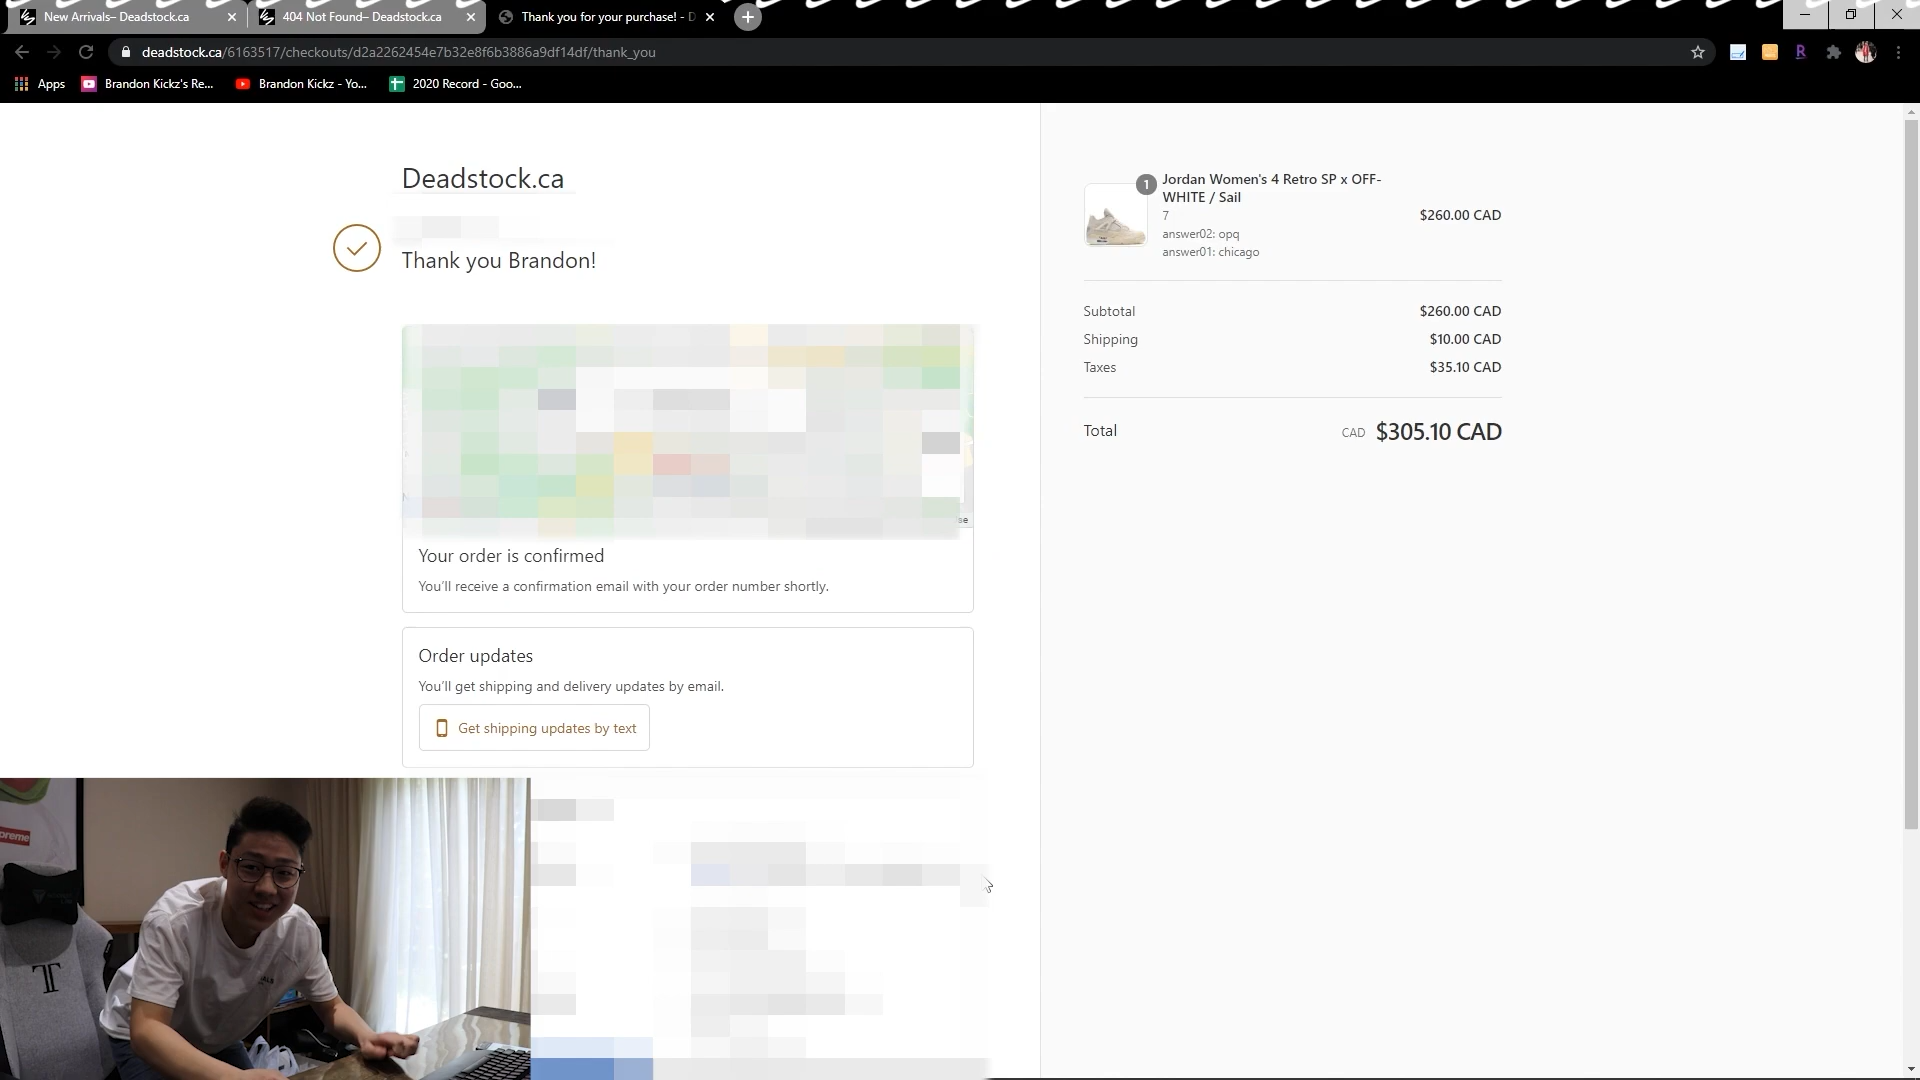 New Arrivals– Deadstock.ca
404 Not Found– Deadstock.ca
Thank you for your purchase! - D
deadstock.ca/6163517/checkouts/d2a2262454e7b32e8f6b3886a9df14df/thank_you
Apps
Brandon Kickz's Re...
Brandon Kickz - Yo...
2020 Record - Goo...
Deadstock.ca
Thank you Brandon!
se
Your order is confirmed
You'll receive a confirmation email with your order number shortly.
Order updates
You'll get shipping and delivery updates by email.
Get shipping updates by text
1
Jordan Women's 4 Retro SP x OFF-
WHITE / Sail
7
answer02: opq
answer01: chicago
$260.00 CAD
Subtotal $260.00 CAD
Shipping $10.00 CAD
Taxes $35.10 CAD
Total CAD $305.10 CAD
preme
T